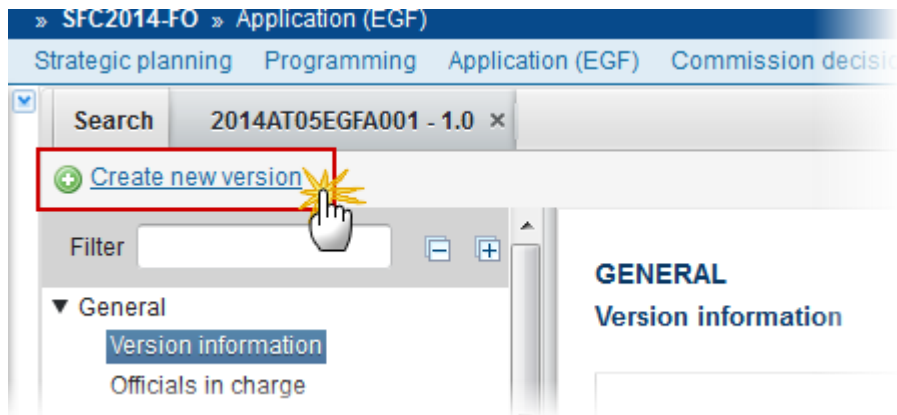 » SFC2014-FO » Application (EGF)
Strategic planning Programming Application (EGF) Commission decisi
Search 2014AT05EGFA001 - 1.0 ×
Create new version
Filter
GENERAL
▼ General
Version information
Version information
Officials in charge